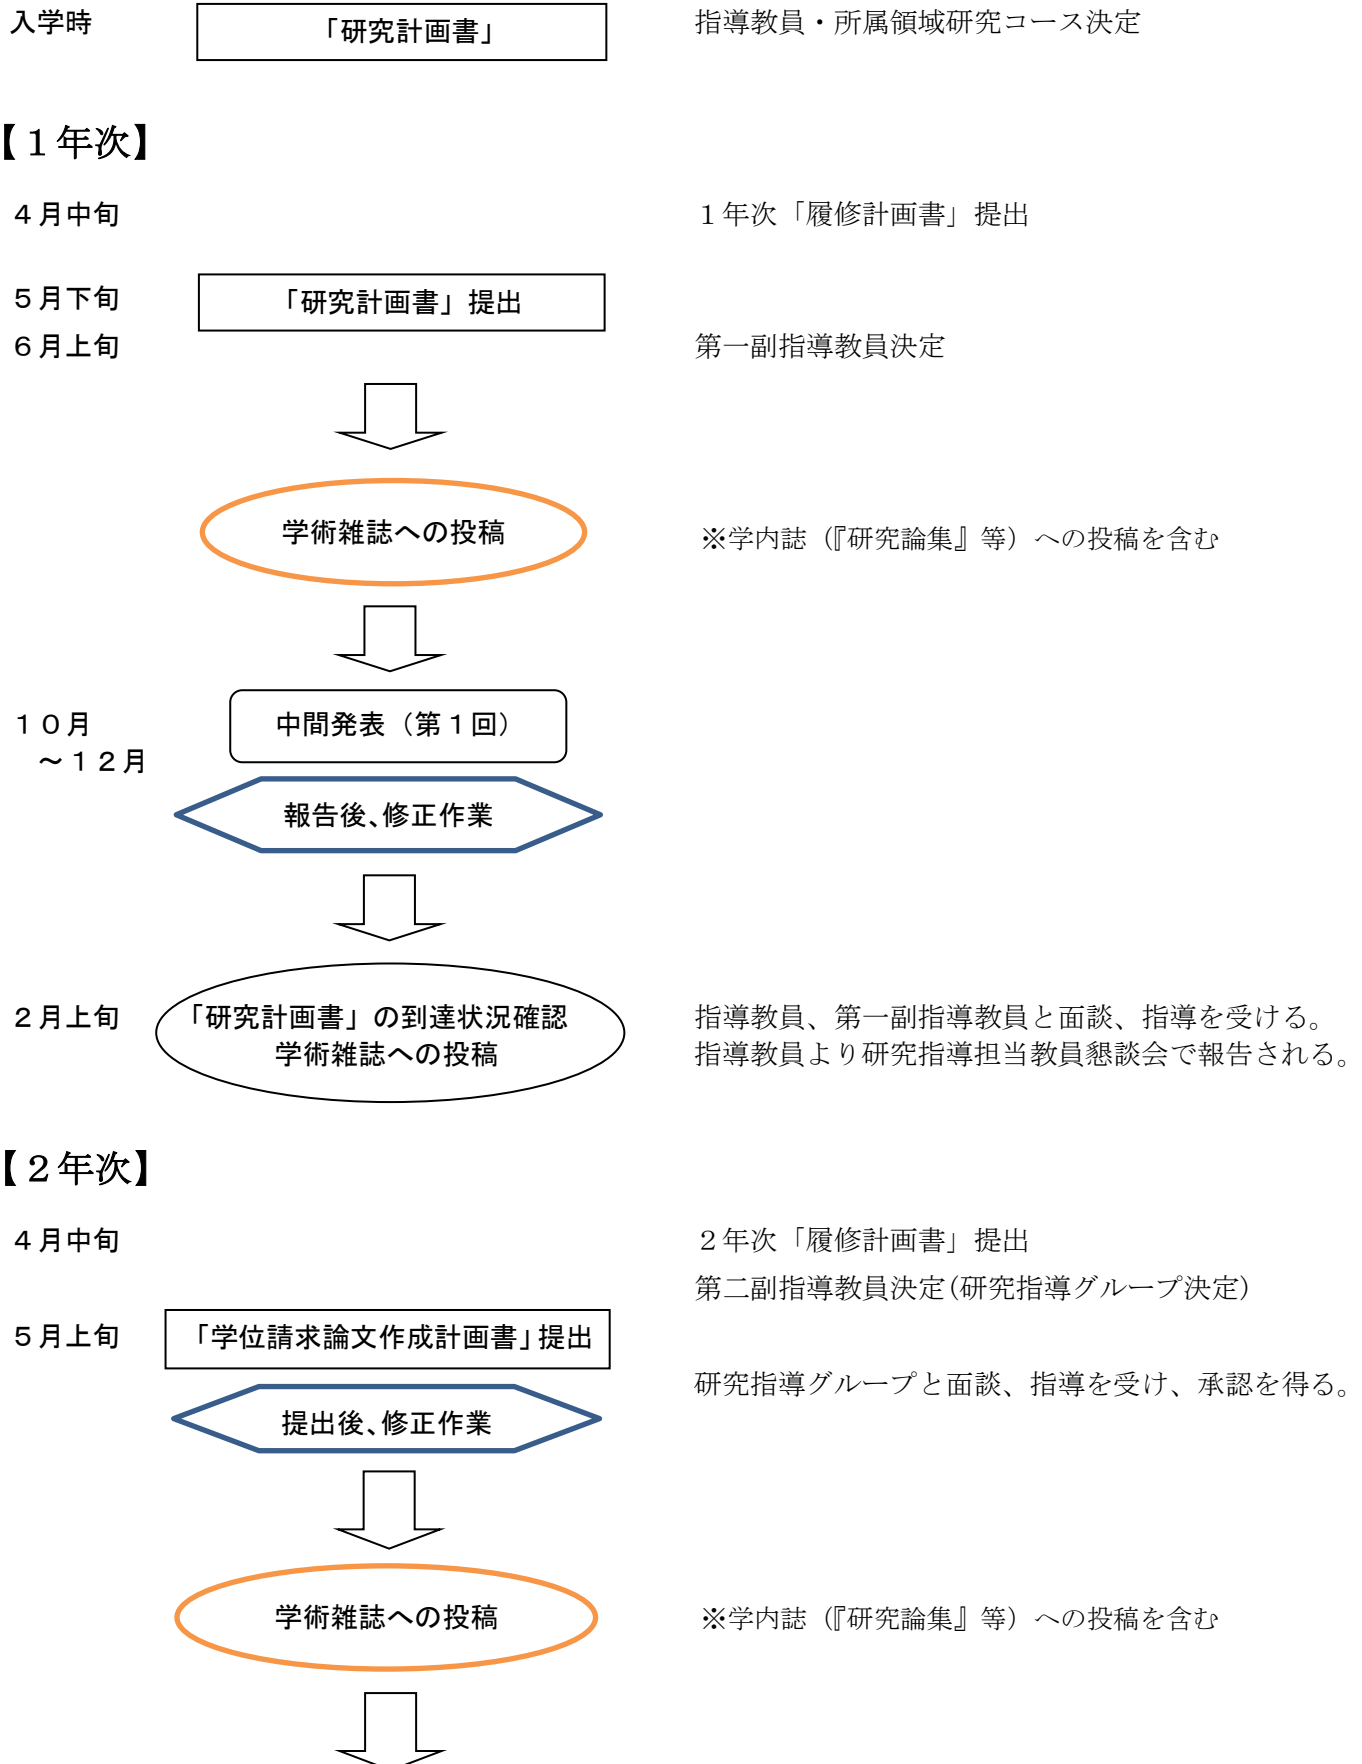 入学時 「研究計画書」 指導教員・所属領域研究コース決定
【１年次】
４月中旬 １年次「履修計画書」提出
５月下旬 「研究計画書」提出
６月上旬 第一副指導教員決定
学術雑誌への投稿 ※学内誌（『研究論集』等）への投稿を含む
１０月 中間発表（第１回）
～１２月
報告後、修正作業
２月上旬 「研究計画書」の到達状況確認 指導教員、第一副指導教員と面談、指導を受ける。
学術雑誌への投稿 指導教員より研究指導担当教員懇談会で報告される。
【２年次】
４月中旬 ２年次「履修計画書」提出
第二副指導教員決定(研究指導グループ決定)
５月上旬 「学位請求論文作成計画書」提出
研究指導グループと面談、指導を受け、承認を得る。
提出後、修正作業
学術雑誌への投稿 ※学内誌（『研究論集』等）への投稿を含む